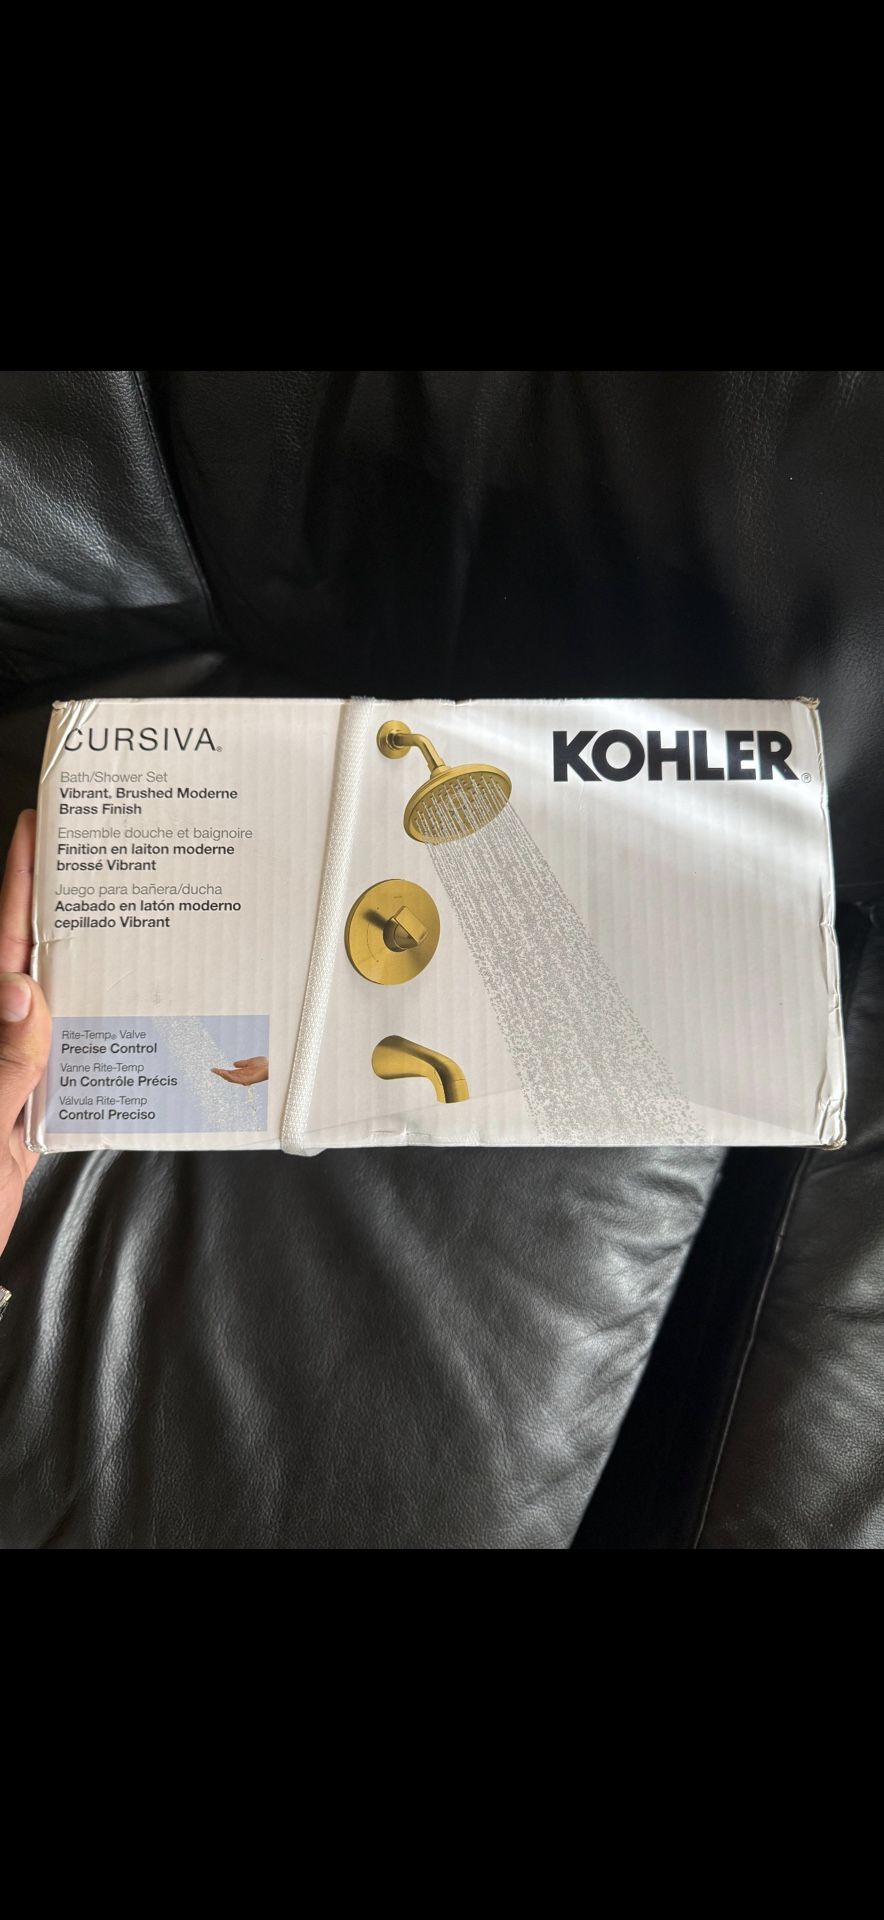 CURSIVA®
KOHLER®
Bath/Shower Set
Vibrant® Brushed Moderne
Brass Finish
Ensemble douche et baignoire
Finition en laiton moderne
brossé Vibrant
Juego para bañera/ducha
Acabado en latón moderno
cepillado Vibrant
Rite-Temp® Valve
Precise Control
Vanne Rite-Temp
Un Contrôle Précis
Válvula Rite-Temp
Control Preciso